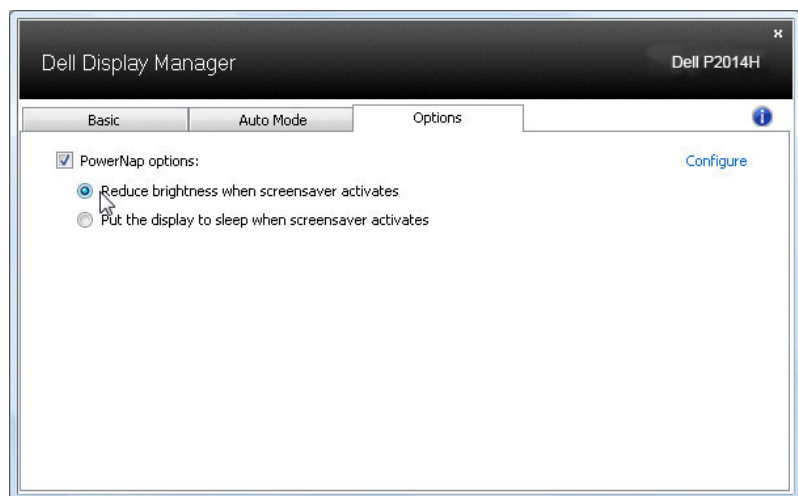 Dell Display Manager
Dell P2014H
Basic
Auto Mode
Options
PowerNap options:
Configure
Reduce brightness when screensaver activates
Put the display to sleep when screensaver activates